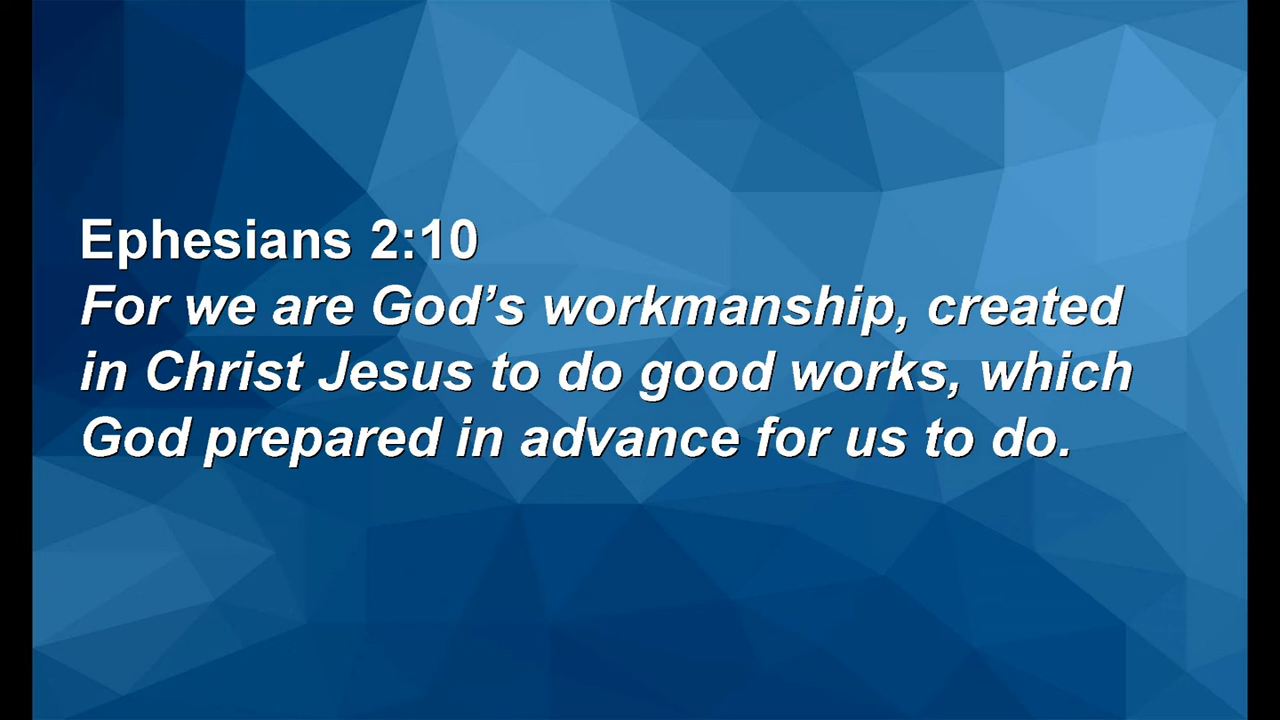 Ephesians 2:10
For we are God’s workmanship, created
in Christ Jesus to do good works, which
God prepared in advance for us to do.